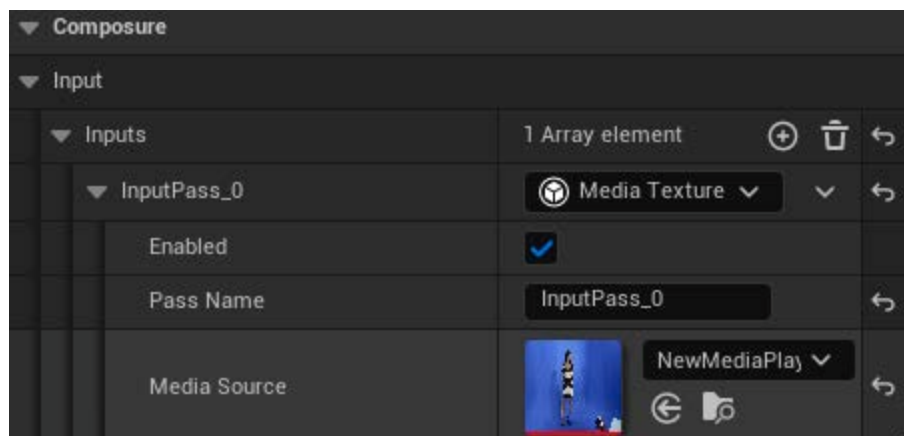 Composure
Input
Inputs 1 Array element
InputPass_0 Media Texture
Enabled
Pass Name InputPass_0
Media Source NewMediaPlay